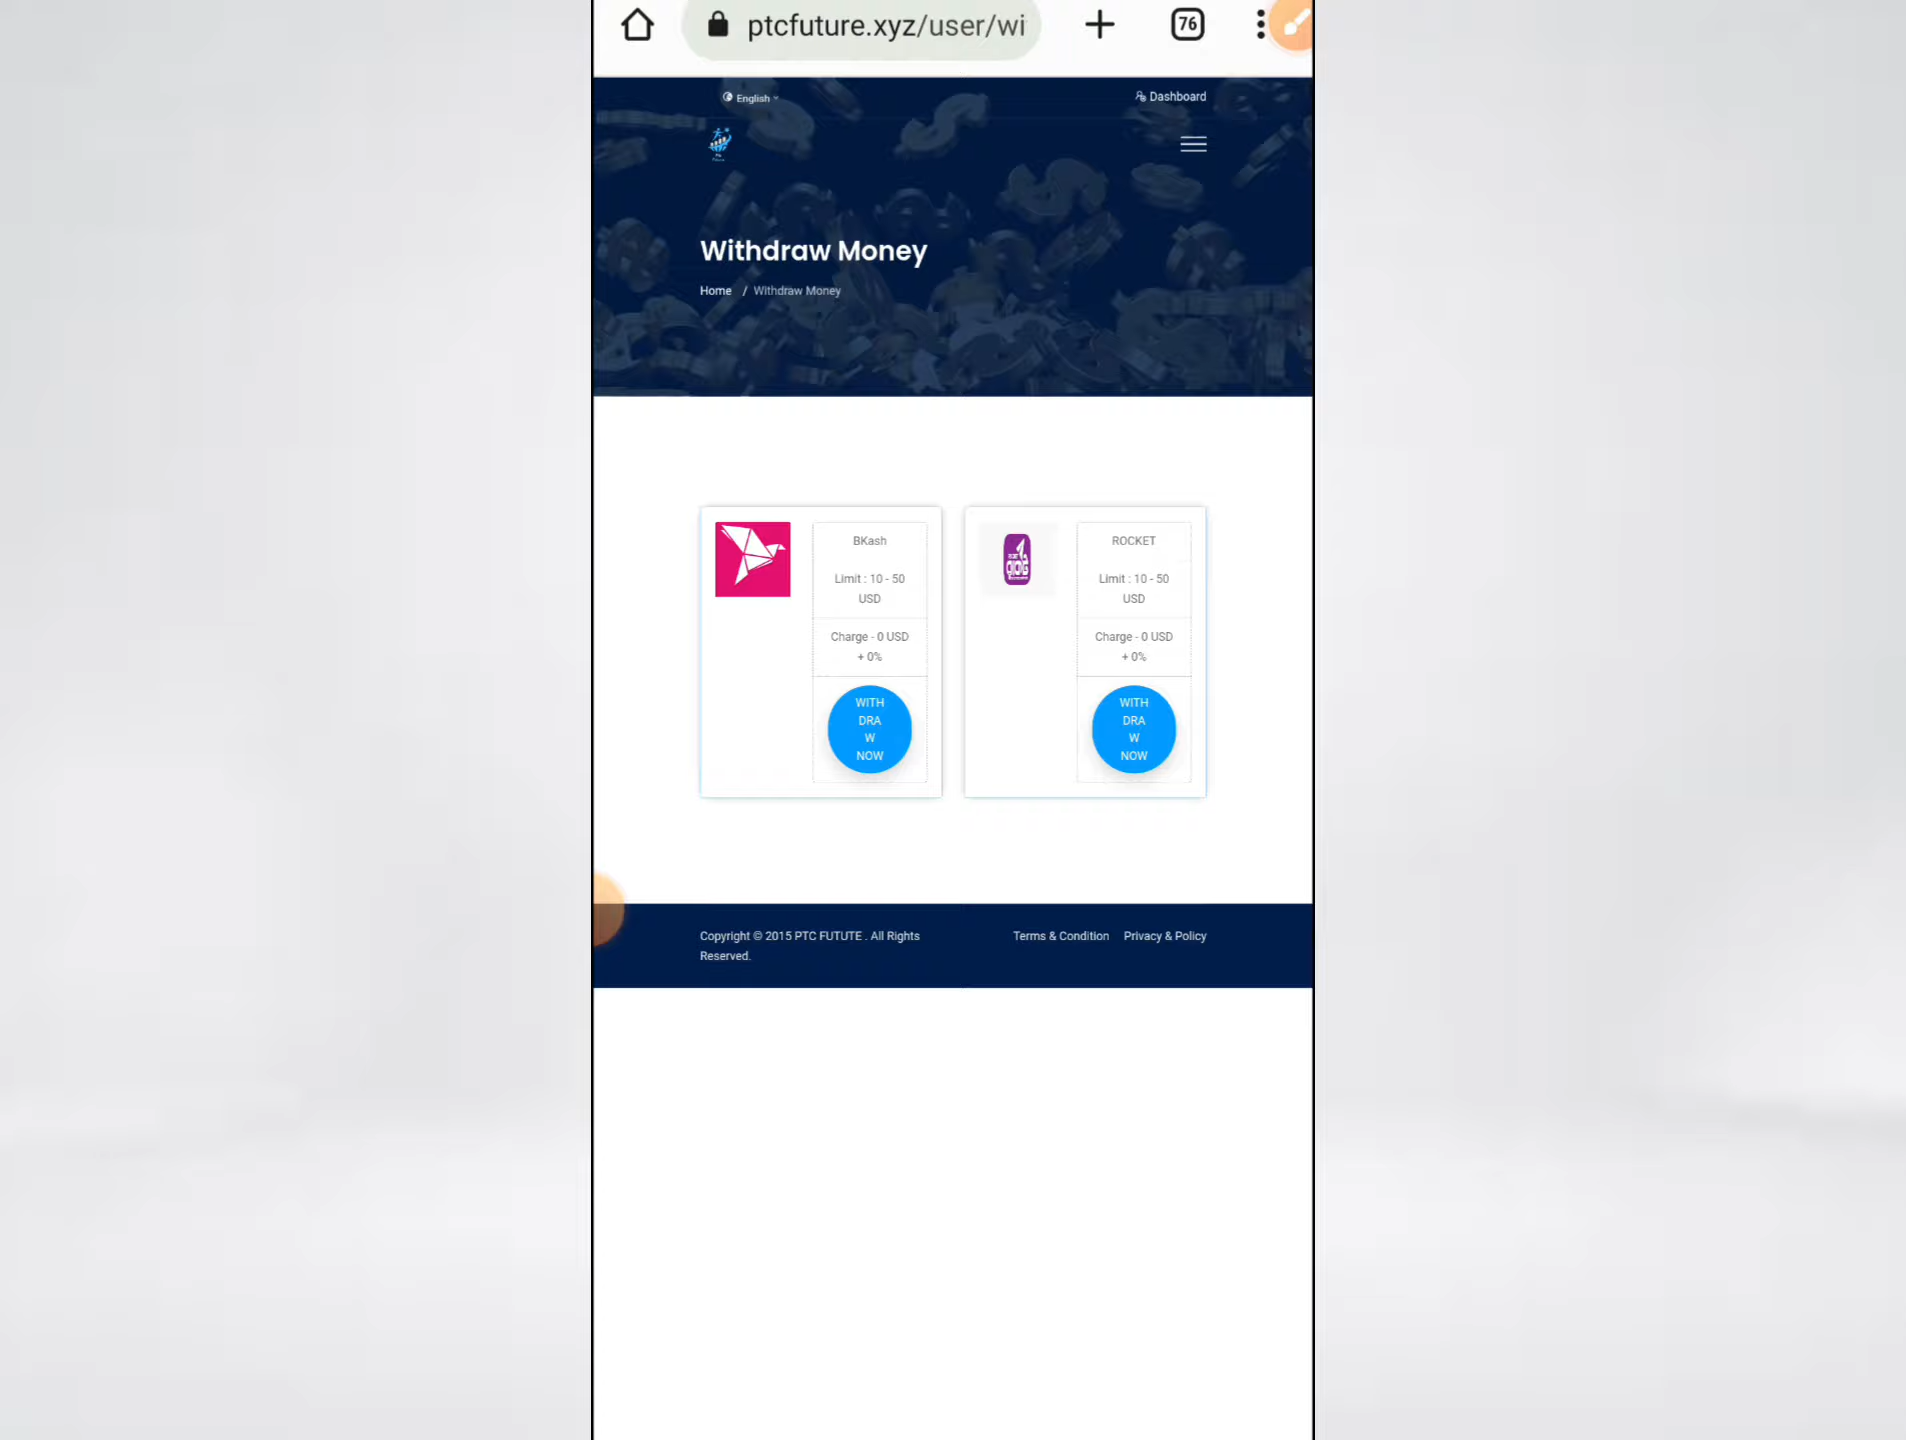 ptcfuture.xyz/user/wi
76
English
Dashboard
Withdraw Money
Home / Withdraw Money
BKash
Limit : 10 - 50
USD
Charge - 0 USD
+ 0%
WITH
DRA
W
NOW
ROCKET
Limit : 10 - 50
USD
Charge - 0 USD
+ 0%
WITH
DRA
W
NOW
Copyright © 2015 PTC FUTUTE . All Rights
Reserved.
Terms & Condition Privacy & Policy